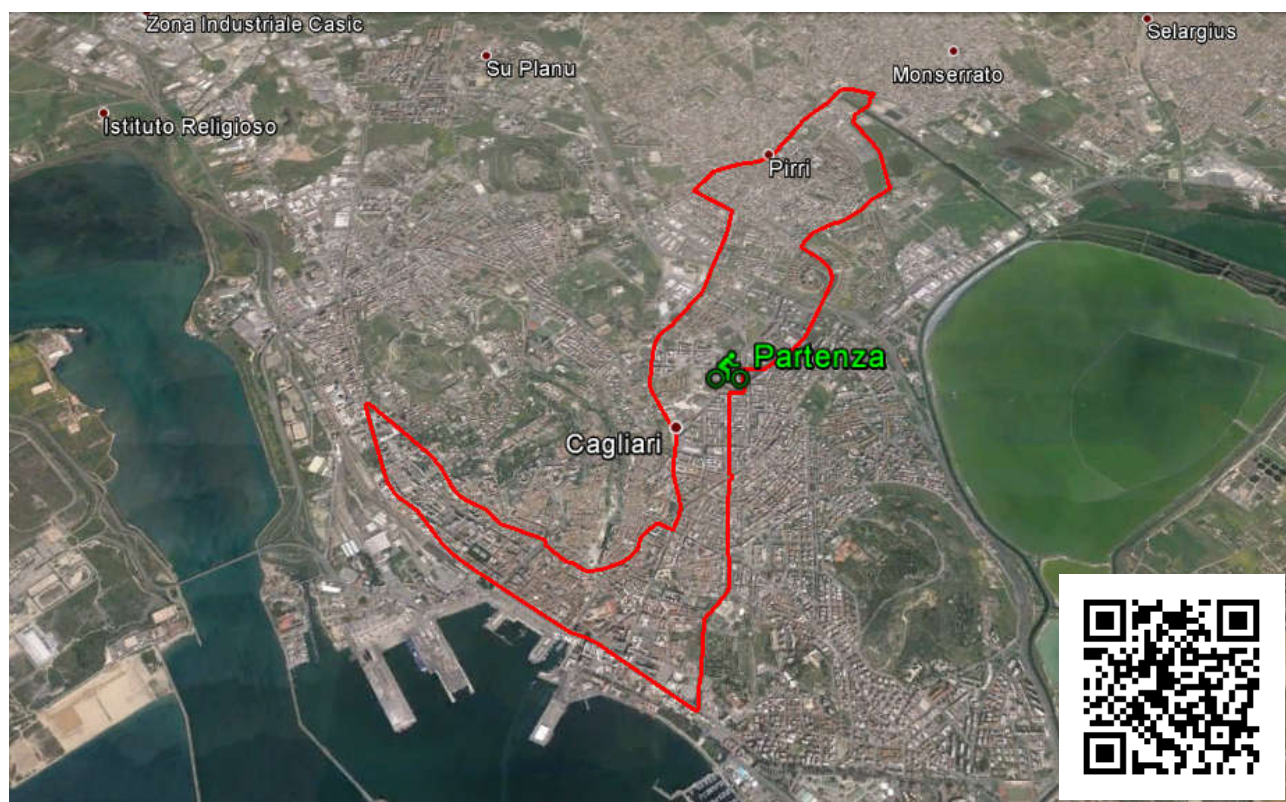 Zona Industriale Casic
Selargius
Su Planu
Monserrato
Istituto Religioso
Pirri
Partenza
Cagliari